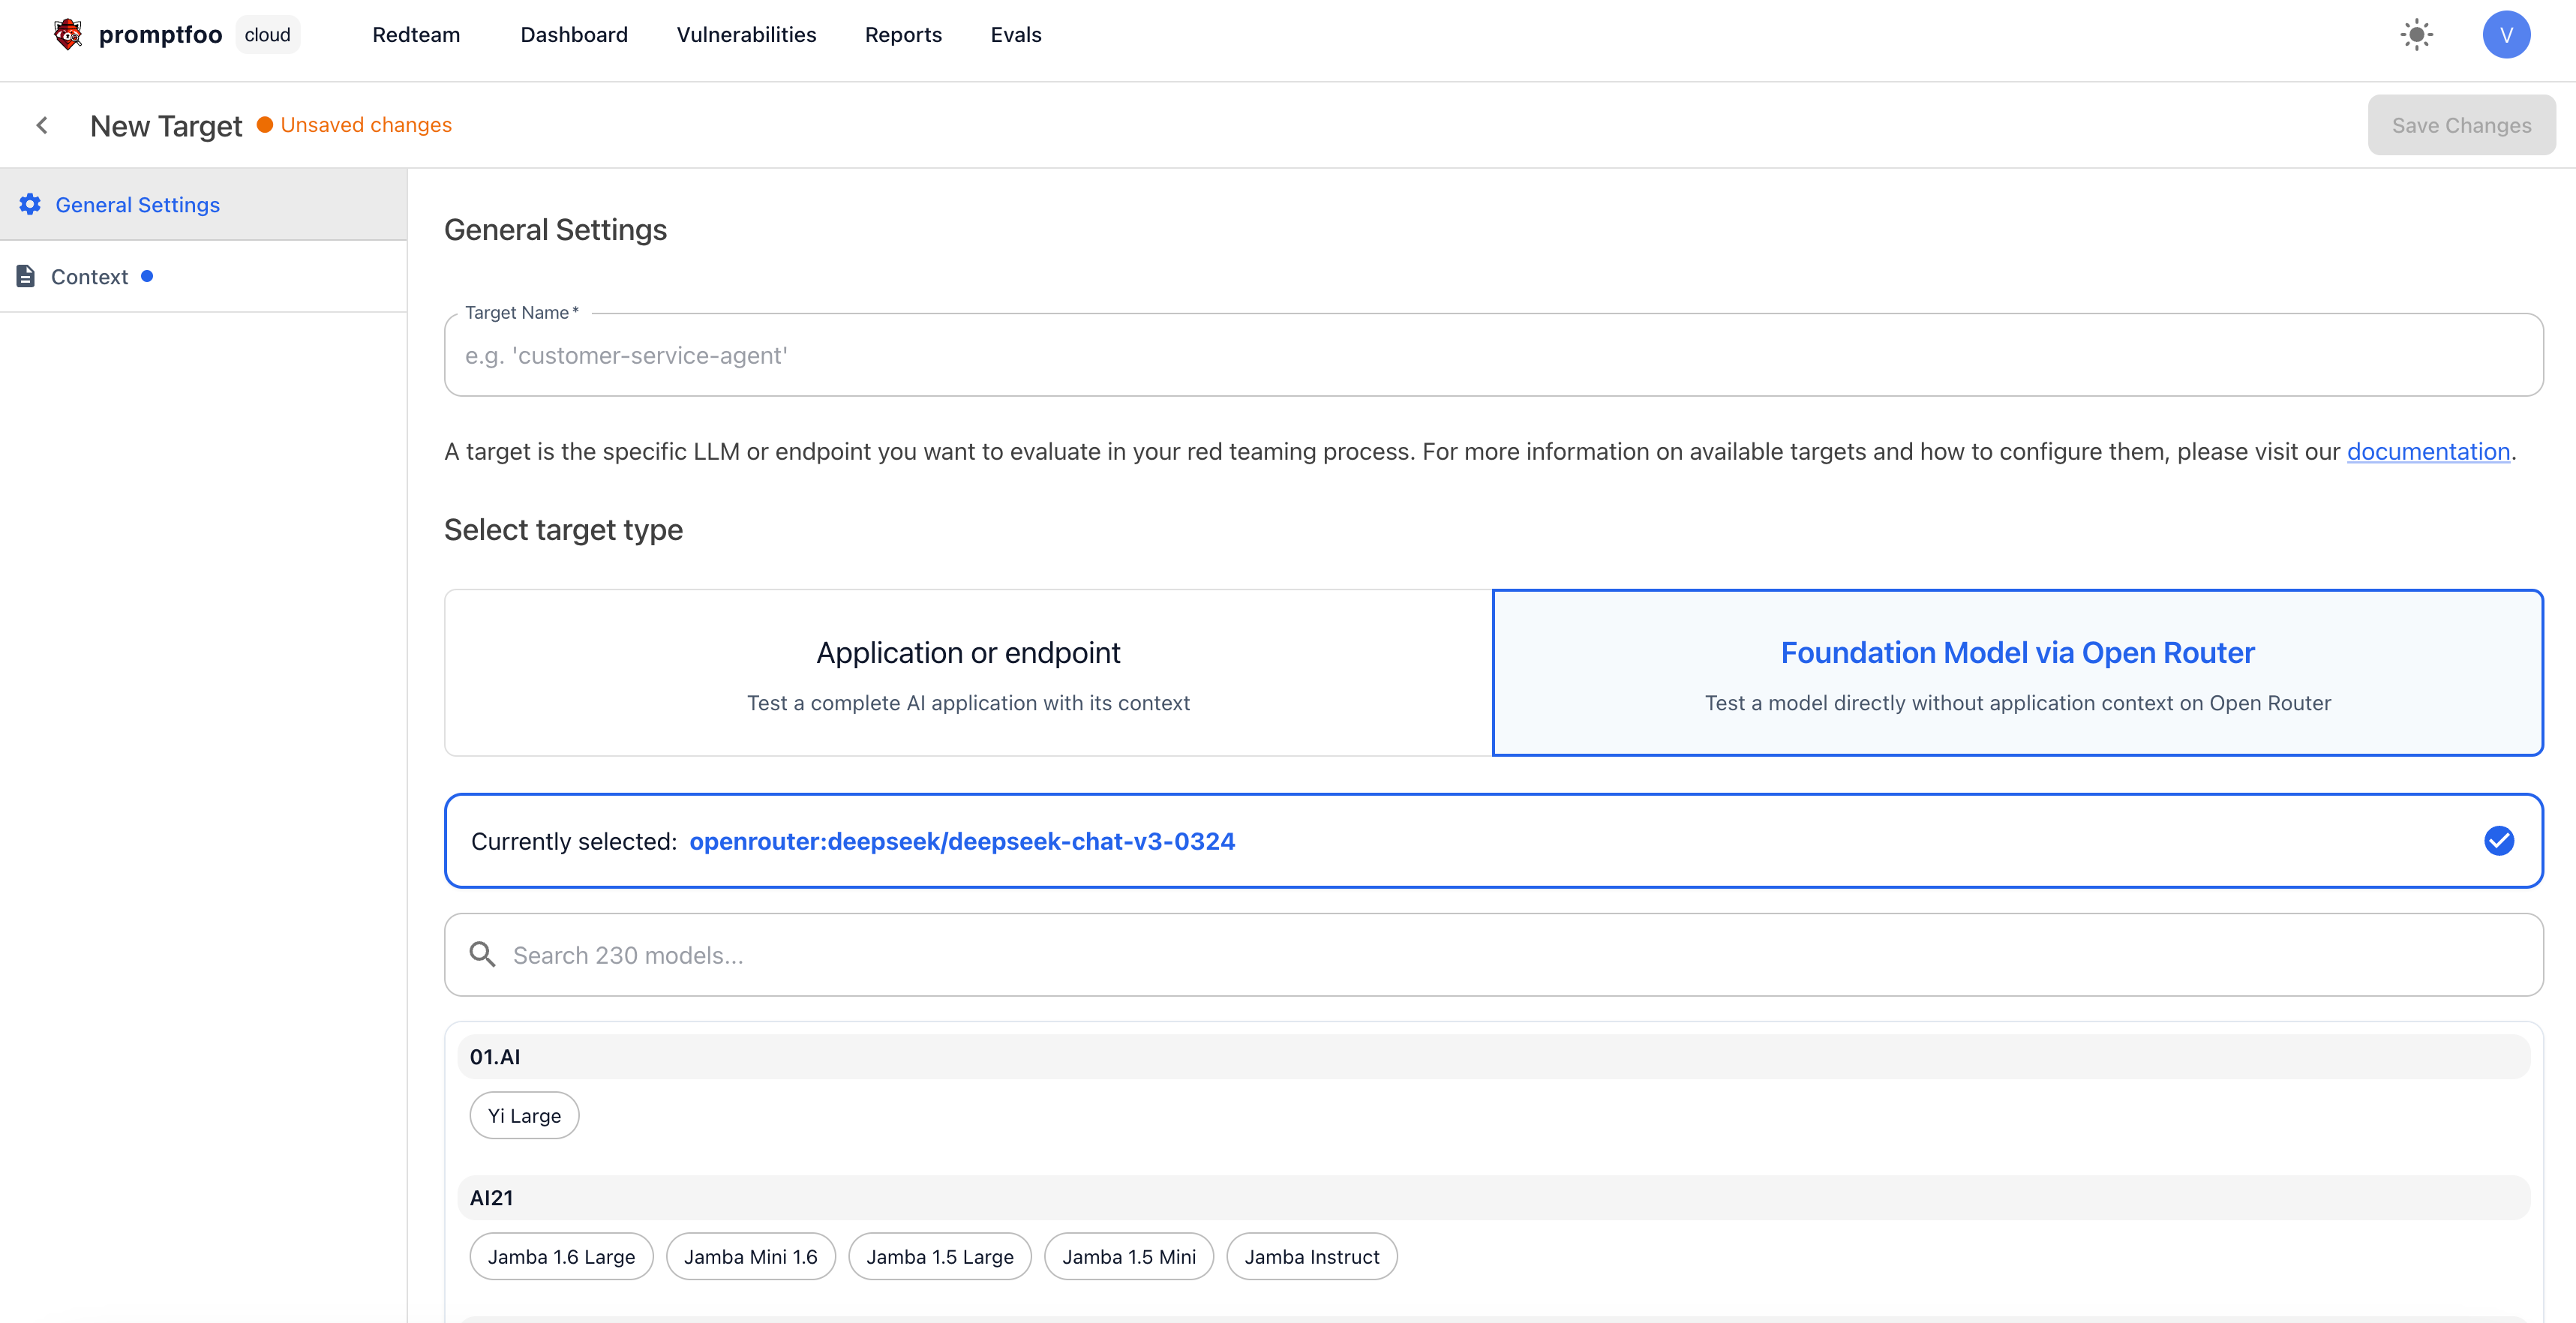 promptfoo cloud Redteam Dashboard Vulnerabilities Reports Evals V
New Target Unsaved changes Save Changes
General Settings
Context
General Settings
Target Name*
e.g. 'customer-service-agent'
A target is the specific LLM or endpoint you want to evaluate in your red teaming process. For more information on available targets and how to configure them, please visit our documentation.
Select target type
Application or endpoint
Test a complete AI application with its context
Foundation Model via Open Router
Test a model directly without application context on Open Router
Currently selected: openrouter:deepseek/deepseek-chat-v3-0324
Search 230 models...
01.AI
Yi Large
AI21
Jamba 1.6 Large Jamba Mini 1.6 Jamba 1.5 Large Jamba 1.5 Mini Jamba Instruct